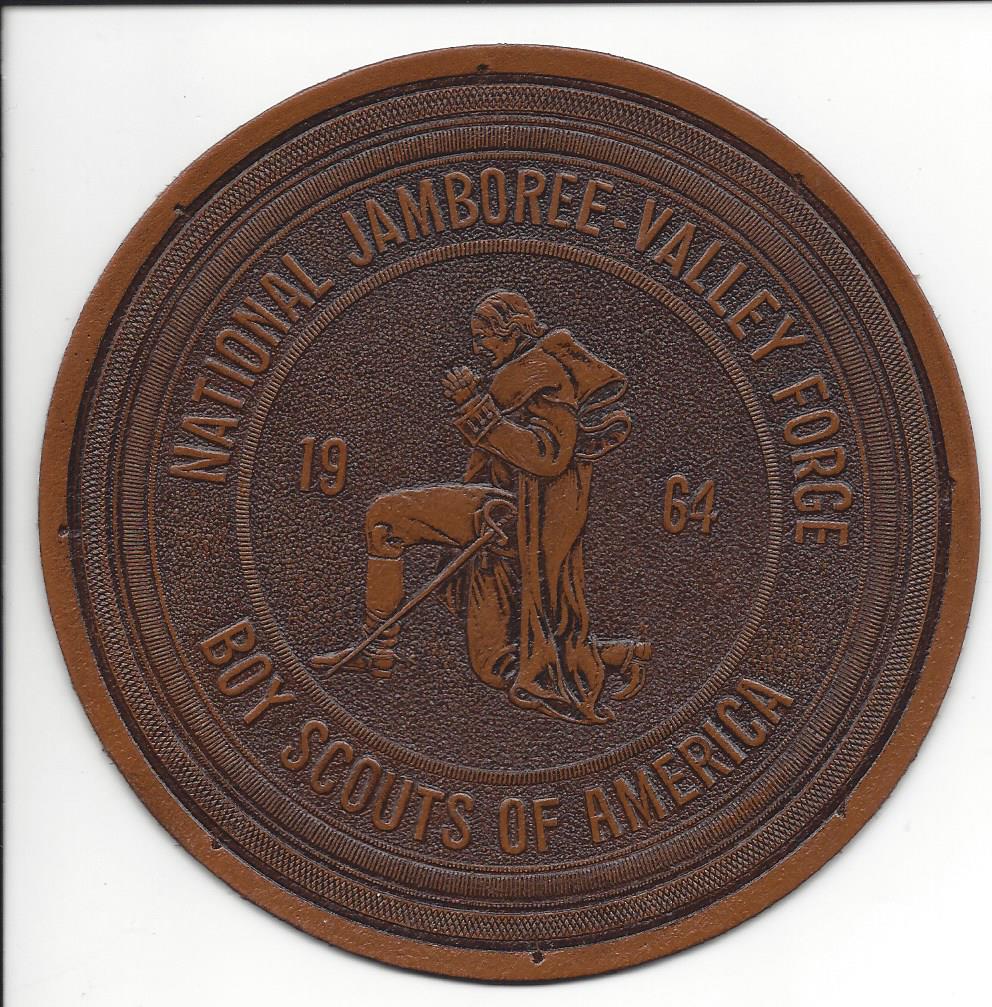 NATIONAL JAMBOREE-VALLEY FORGE
19 64
BOY SCOUTS OF AMERICA